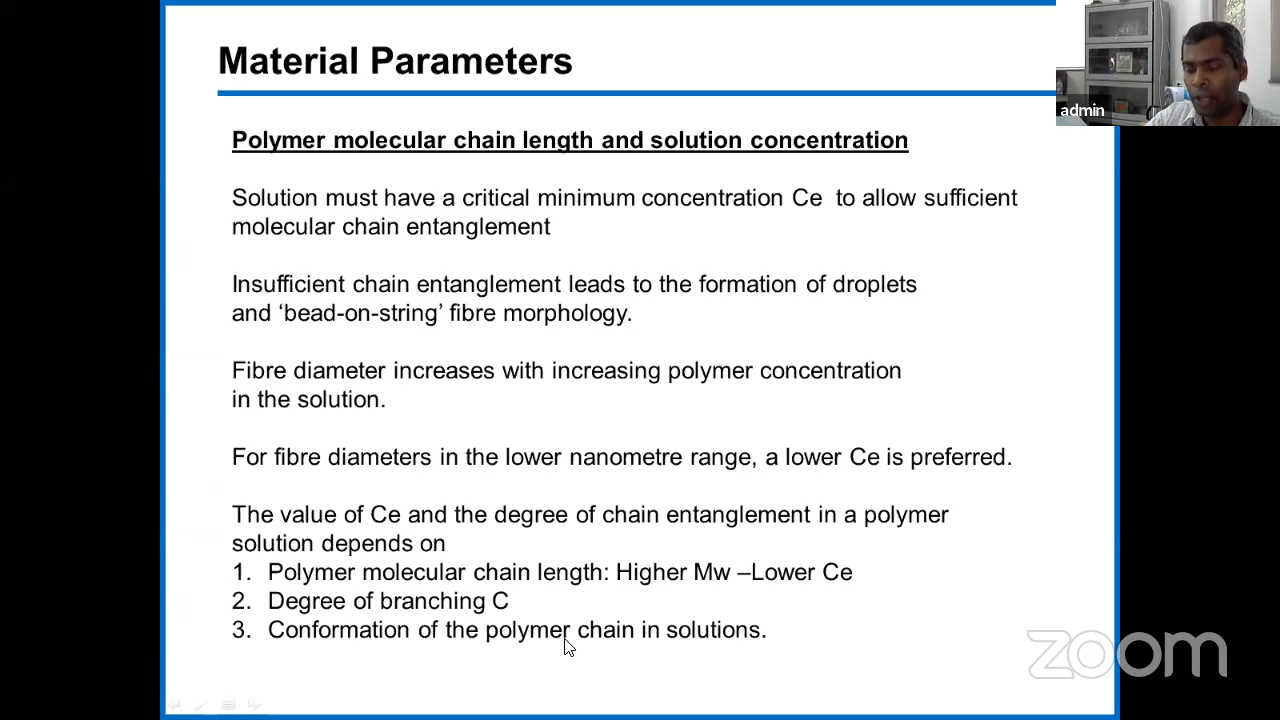 Material Parameters
admin
Polymer molecular chain length and solution concentration
Solution must have a critical minimum concentration Ce  to allow sufficient
molecular chain entanglement
Insufficient chain entanglement leads to the formation of droplets
and ‘bead-on-string’ fibre morphology.
Fibre diameter increases with increasing polymer concentration
in the solution.
For fibre diameters in the lower nanometre range, a lower Ce is preferred.
The value of Ce and the degree of chain entanglement in a polymer
solution depends on
1. Polymer molecular chain length: Higher Mw –Lower Ce
2. Degree of branching C
3. Conformation of the polymer chain in solutions.
zoom